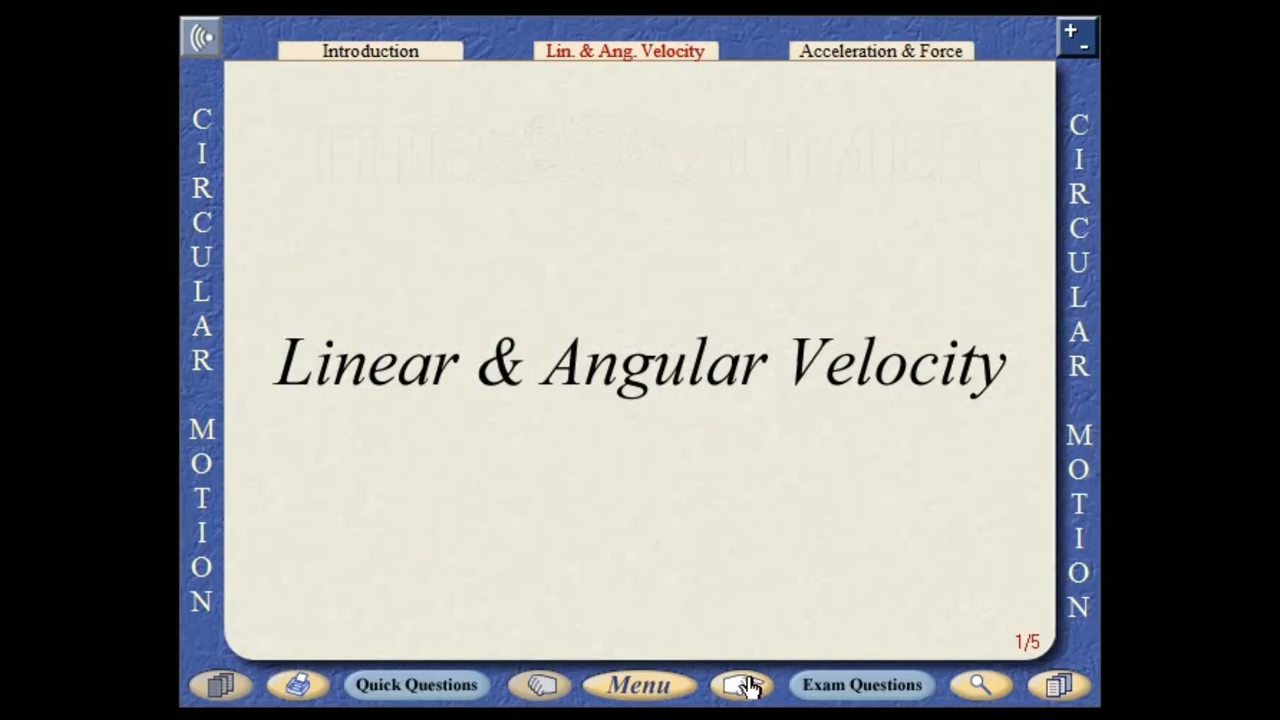 Introduction
Lin. & Ang. Velocity
Acceleration & Force
+
-
CIRCULAR MOTION
Linear & Angular Velocity
CIRCULAR MOTION
1/5
Quick Questions
Menu
Exam Questions